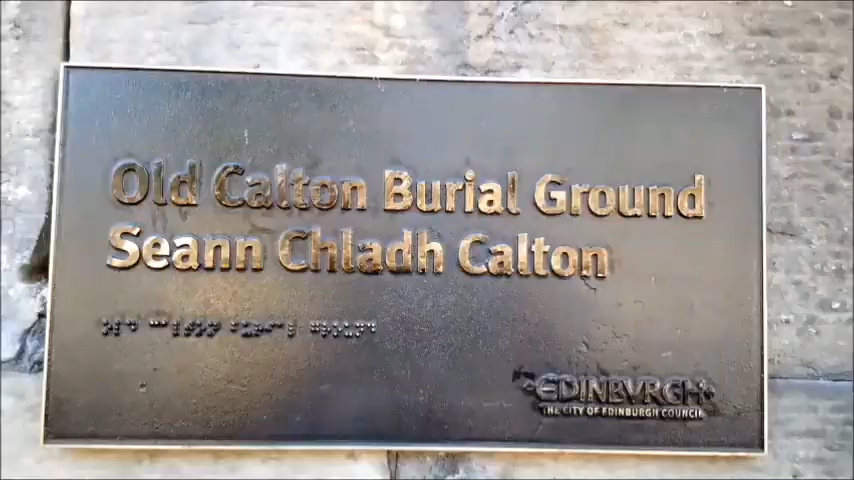 Old Calton Burial Ground
Seann Chladh Calton
·EDINBVRGH·
THE CITY OF EDINBURGH COUNCIL